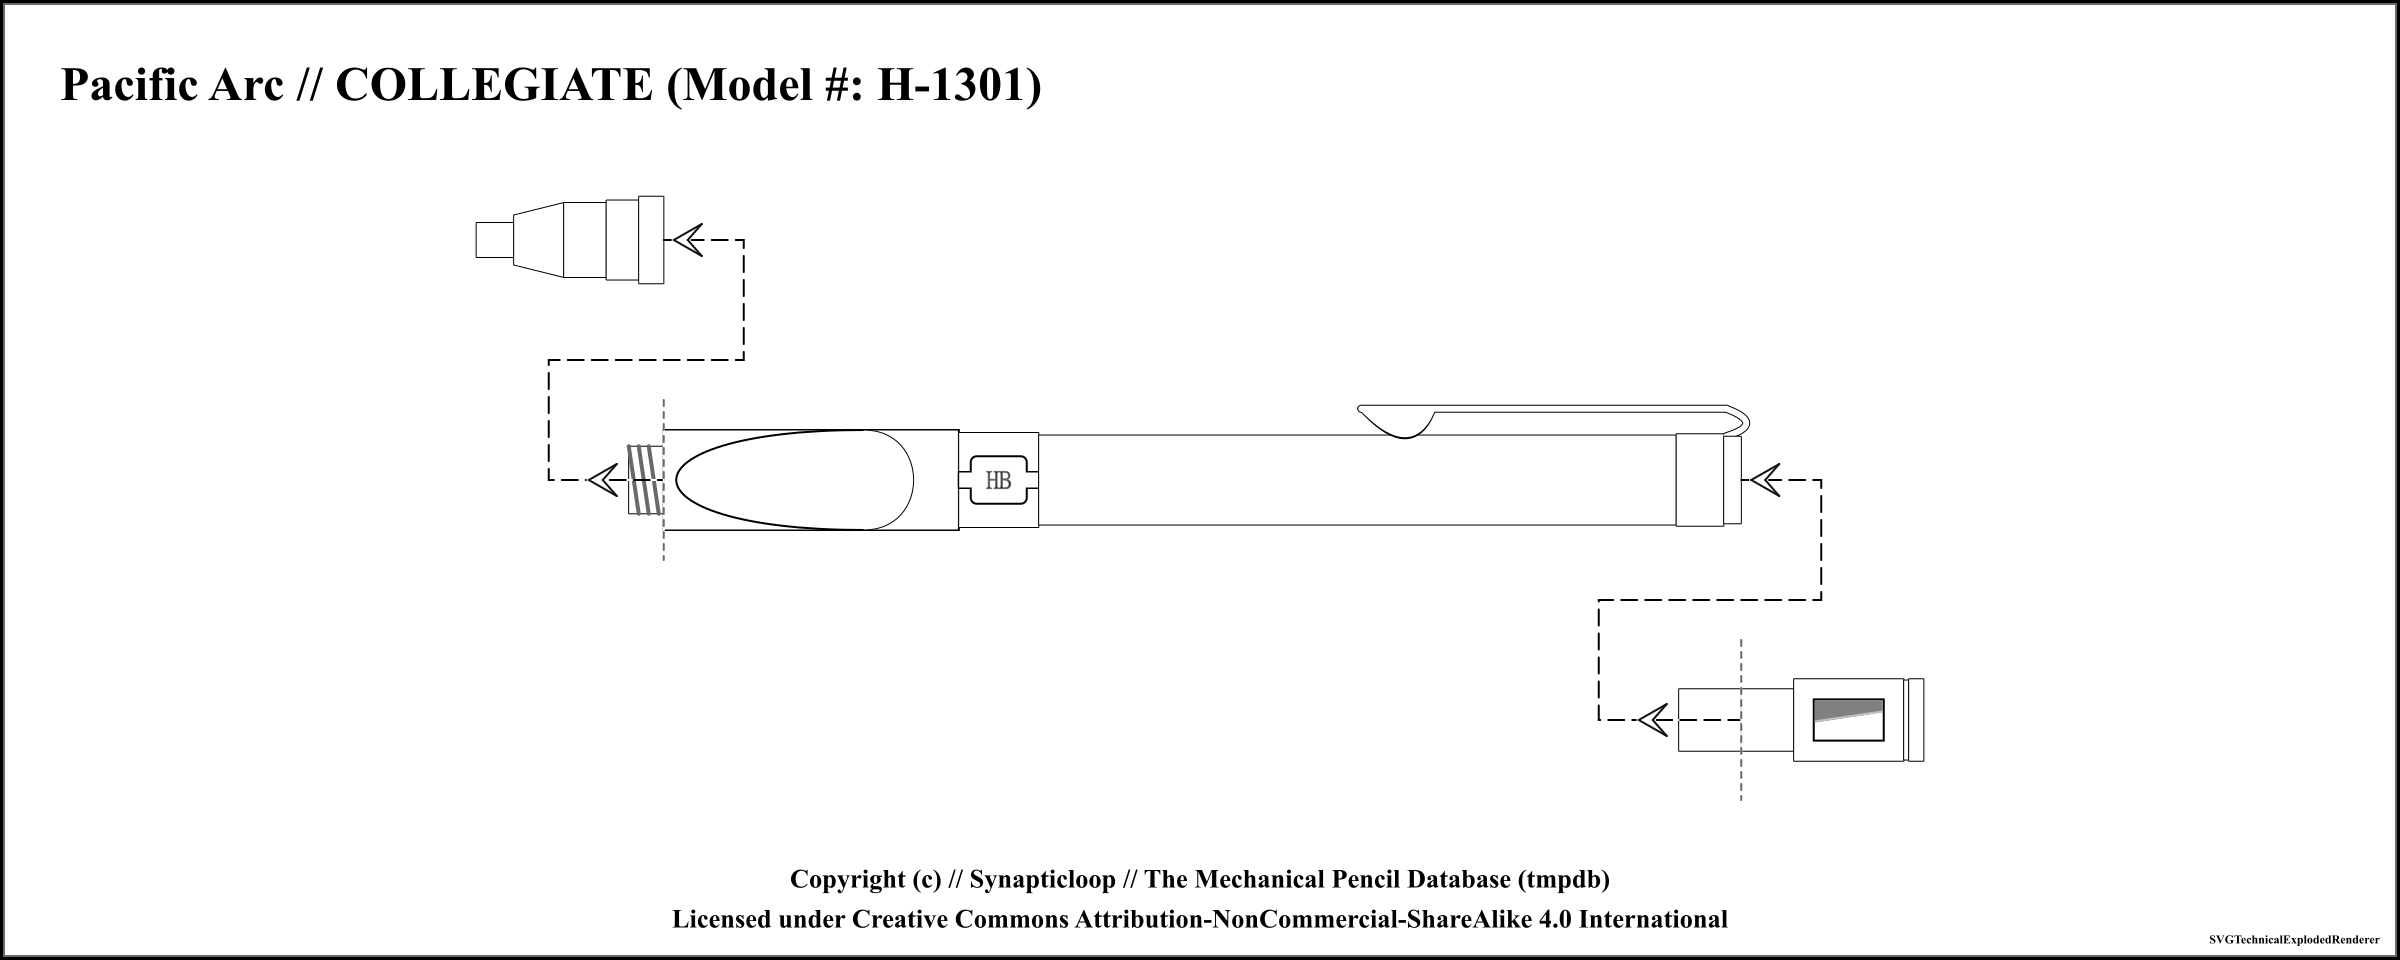 Pacific Arc // COLLEGIATE (Model #: H-1301)
HB
Copyright (c) // Synapticloop // The Mechanical Pencil Database (tmpdb)
Licensed under Creative Commons Attribution-NonCommercial-ShareAlike 4.0 International
SVGTechnicalExplodedRenderer